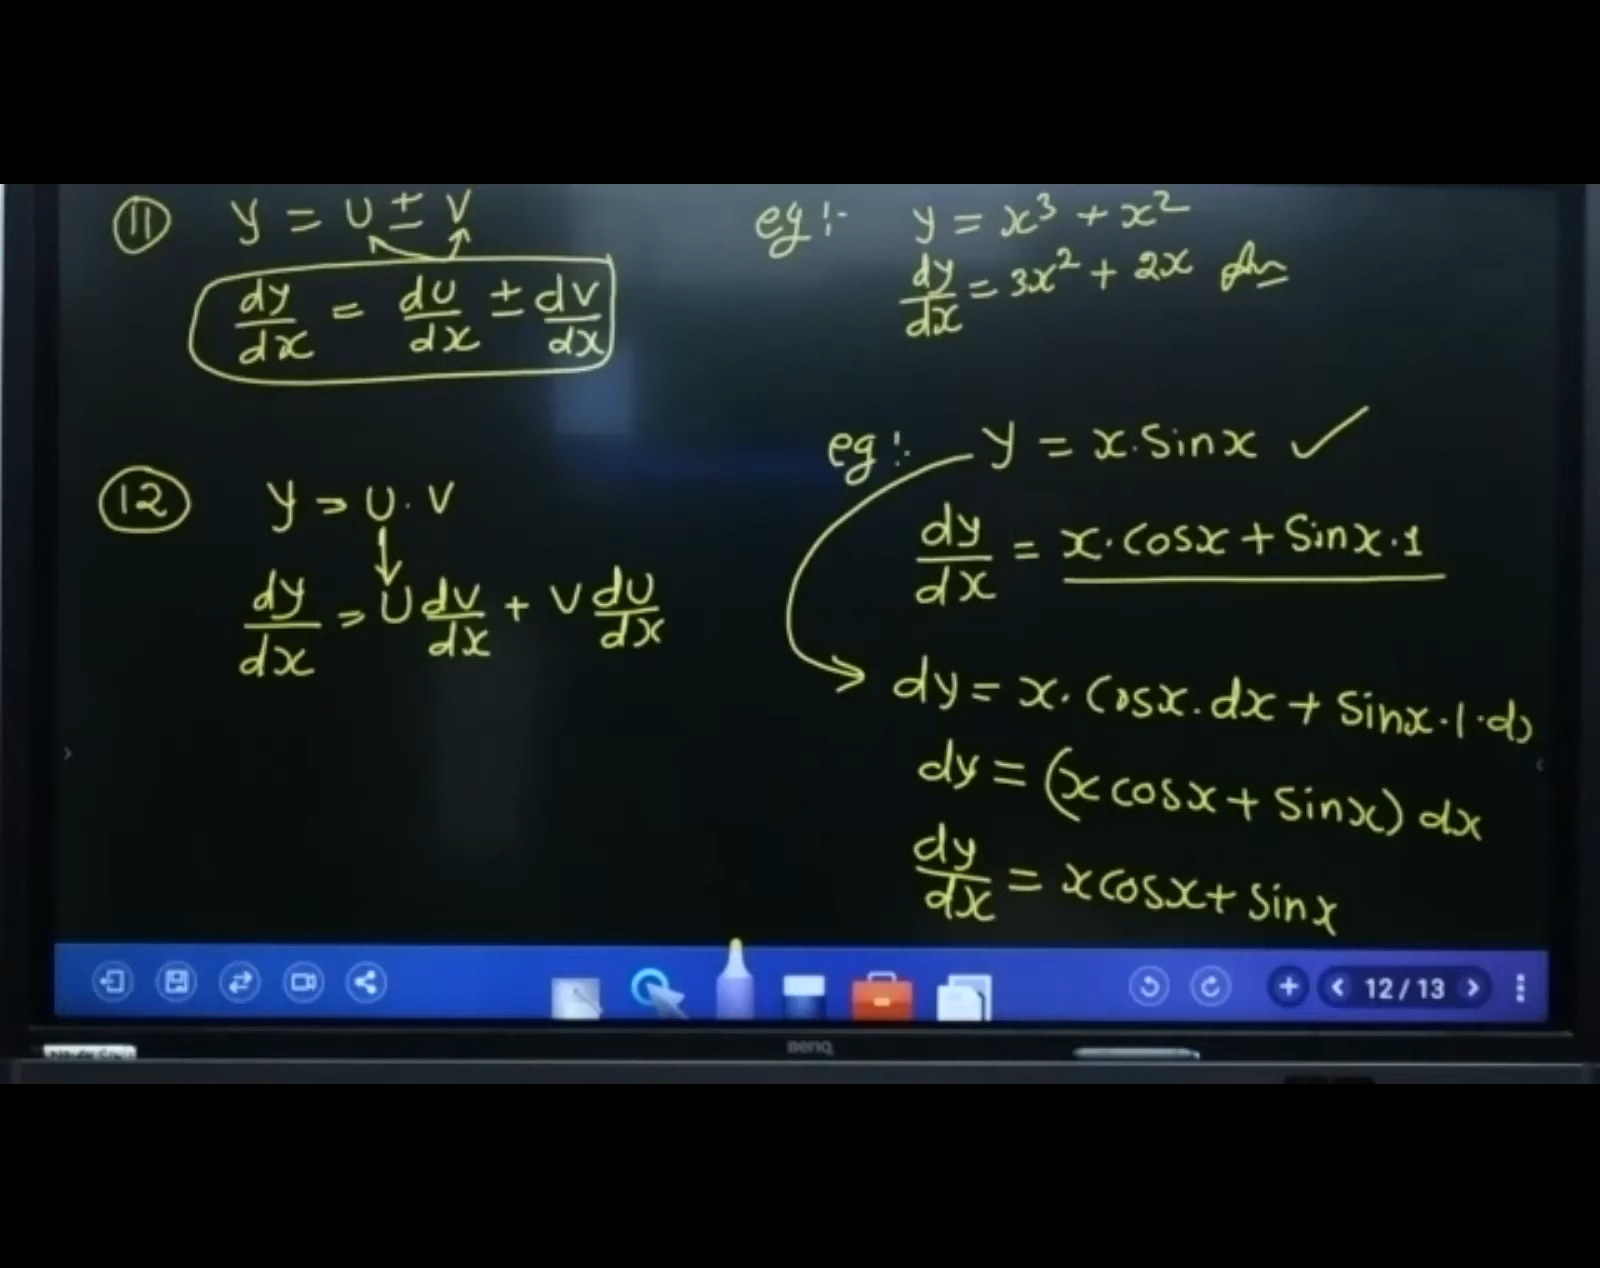 11 y = U ± V
dy/dx = dU/dx ± dV/dx
eg:- y = x³ + x²
dy/dx = 3x² + 2x Ans
12 y = U . V
dy/dx = U dV/dx + V dU/dx
eg:- y = x.Sinx ✓
dy/dx = x.Cosx + Sinx.1
dy = x. Cosx.dx + Sinx.1.d
dy = (x cosx + Sinx) dx
dy/dx = x cosx + Sinx
12/13
BenQ